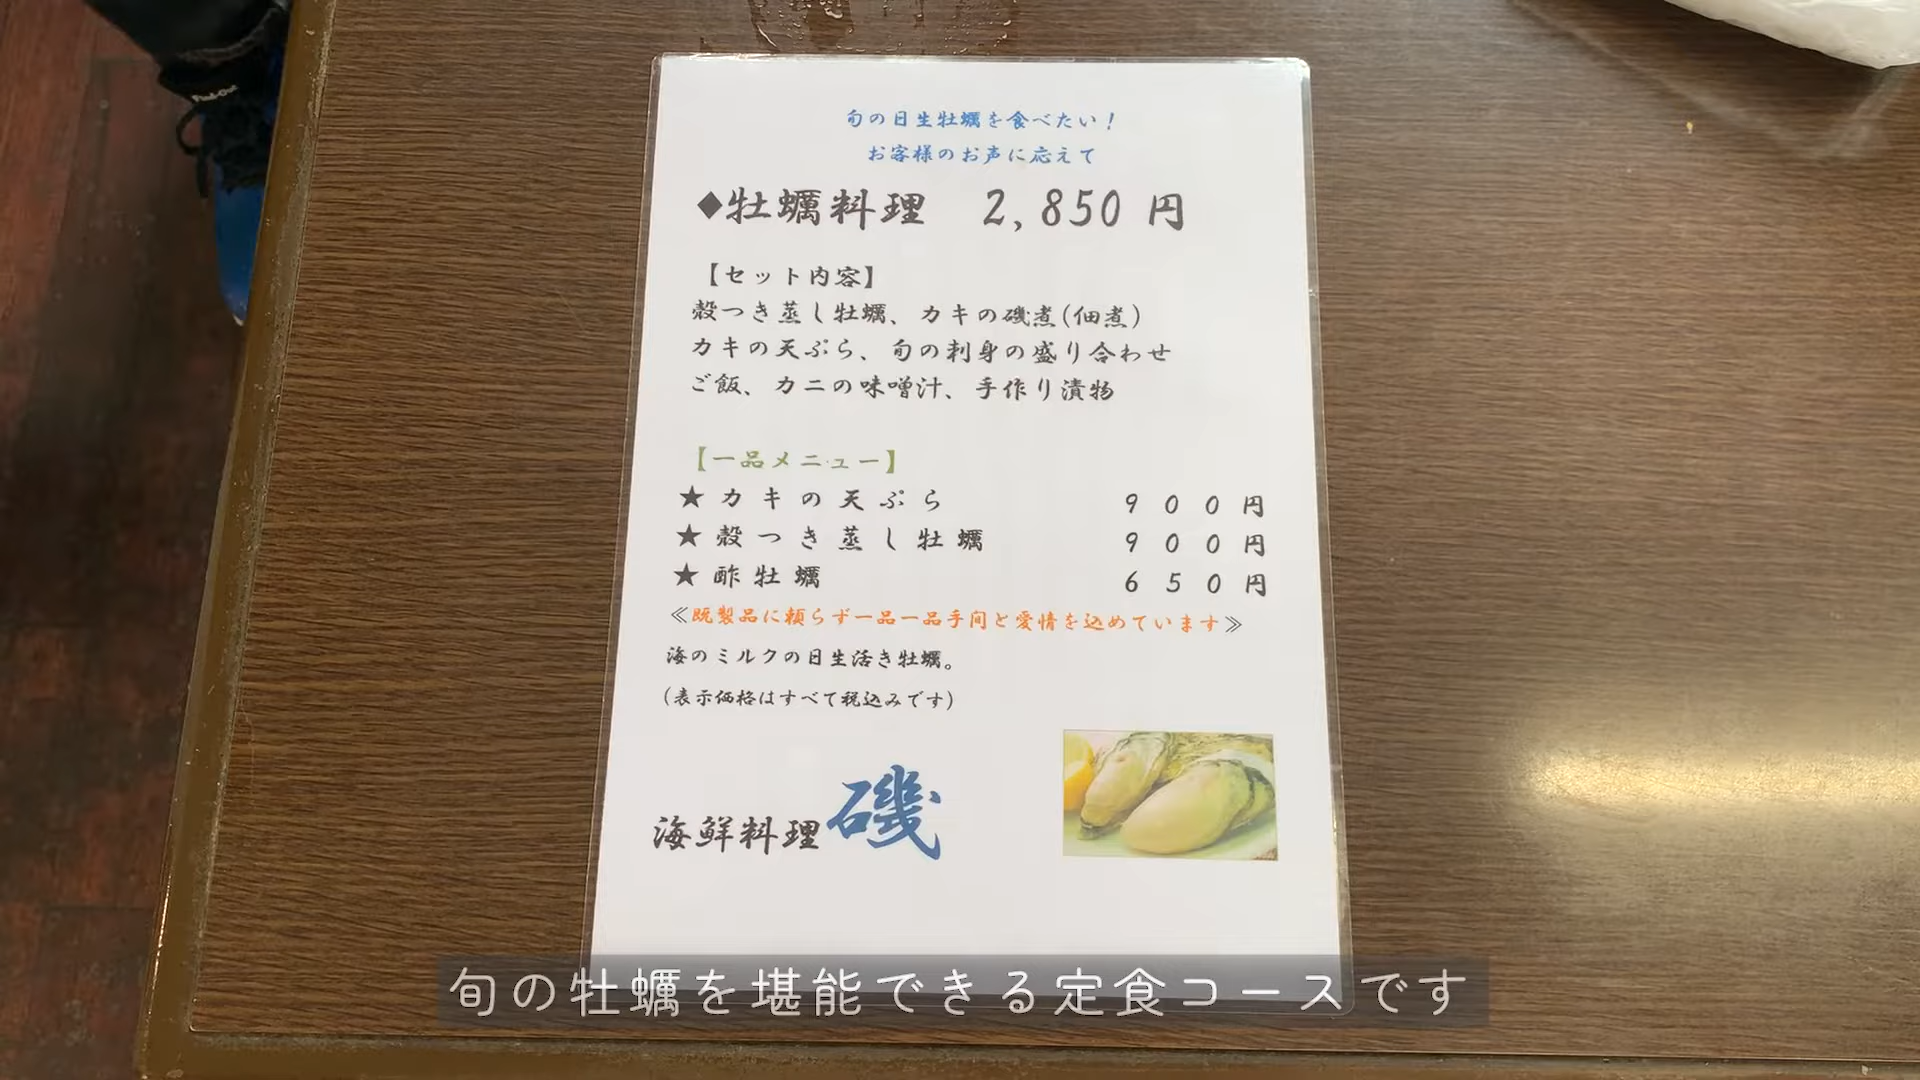 旬の日生牡蠣を食べたい！
お客様のお声に応えて
◆牡蠣料理 2,850 円
【セット内容】
殻つき蒸し牡蠣、カキの磯煮(佃煮)
カキの天ぷら、旬の刺身の盛り合わせ
ご飯、カニの味噌汁、手作り漬物
【一品メニュー】
★カキの天ぷら 900円
★殻つき蒸し牡蠣 900円
★酢牡蠣 650円
≪既製品に頼らず一品一品手間と愛情を込めています≫
海のミルクの日生活き牡蠣。
(表示価格はすべて税込みです)
海鮮料理 磯
旬の牡蠣を堪能できる定食コースです